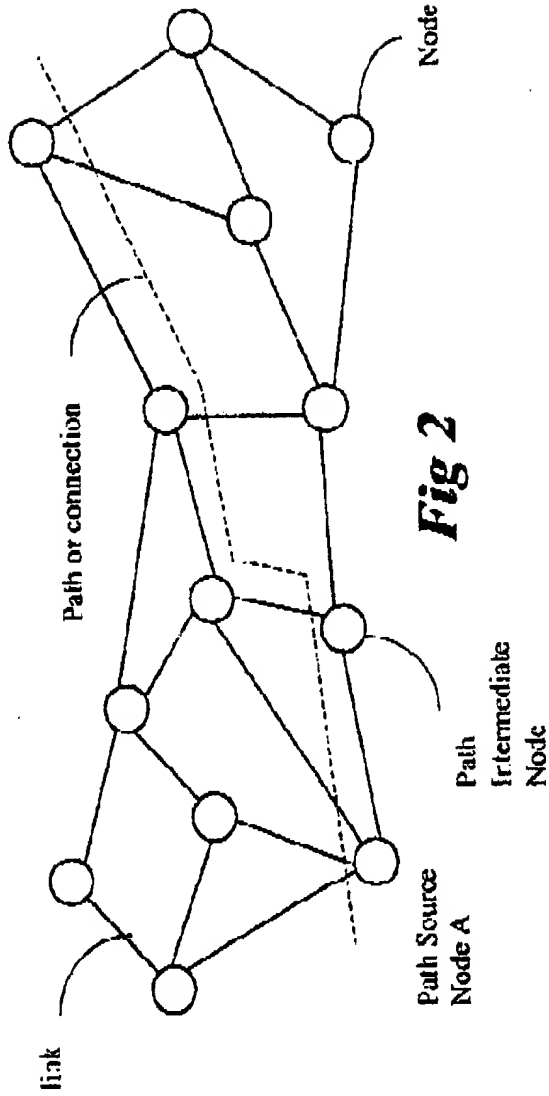 link
Path Source
Node A
Path
Intermediate
Node
Path or connection
Node
Fig 2